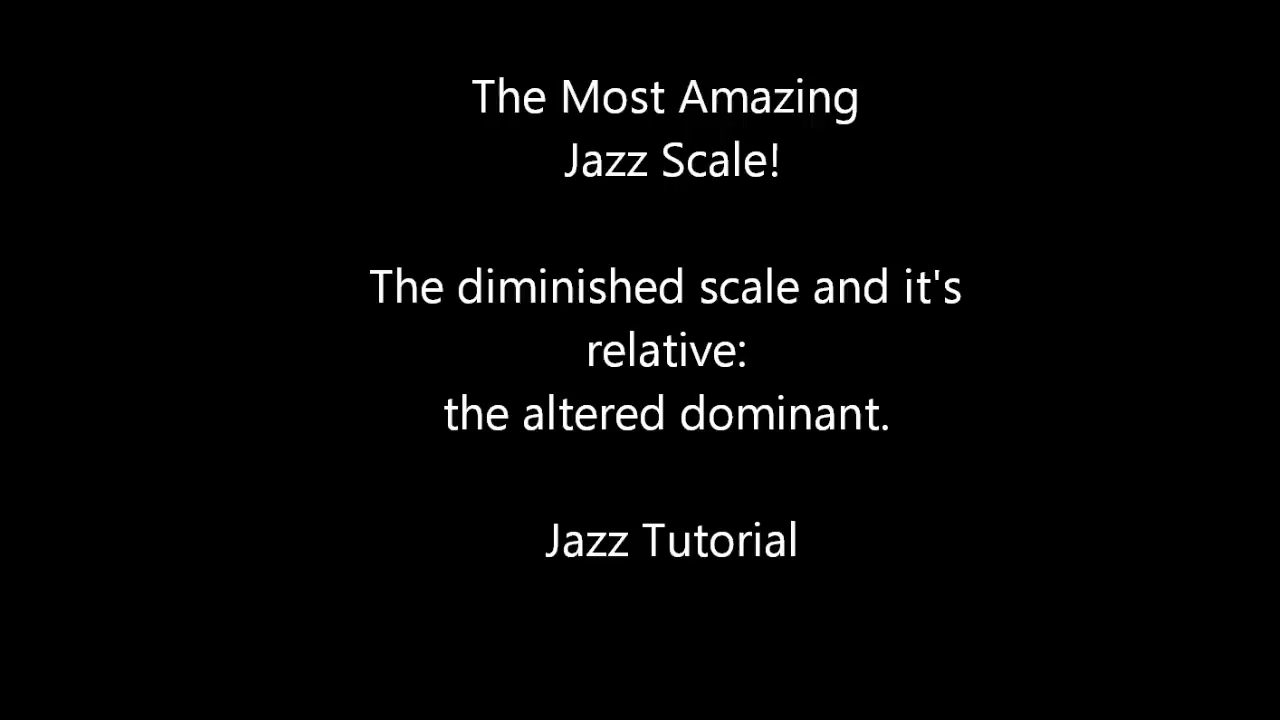 The Most Amazing
Jazz Scale!
The diminished scale and it's
relative:
the altered dominant.
Jazz Tutorial